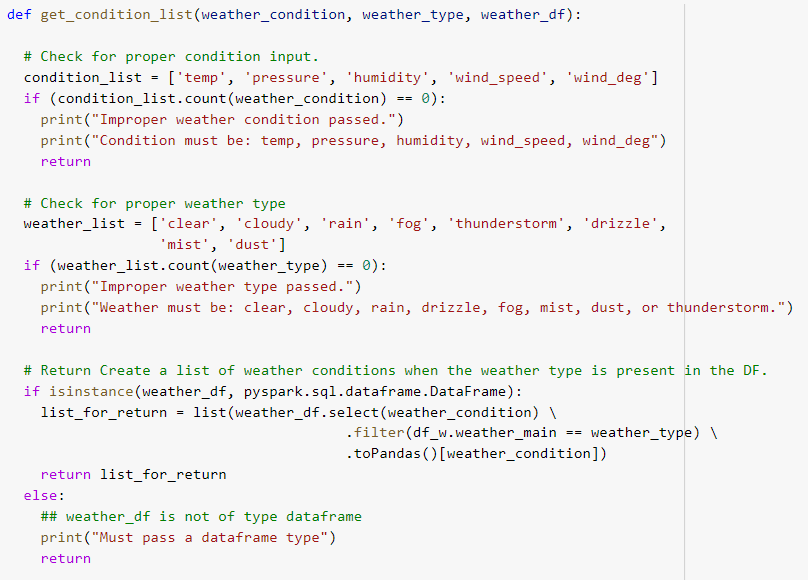 def get_condition_list(weather_condition, weather_type, weather_df):
# Check for proper condition input.
condition_list = ['temp', 'pressure', 'humidity', 'wind_speed', 'wind_deg']
if (condition_list.count(weather_condition) == 0):
print("Improper weather condition passed.")
print("Condition must be: temp, pressure, humidity, wind_speed, wind_deg")
return
# Check for proper weather type
weather_list = ['clear', 'cloudy', 'rain', 'fog', 'thunderstorm', 'drizzle',
'mist', 'dust']
if (weather_list.count(weather_type) == 0):
print("Improper weather type passed.")
print("Weather must be: clear, cloudy, rain, drizzle, fog, mist, dust, or thunderstorm.")
return
# Return Create a list of weather conditions when the weather type is present in the DF.
if isinstance(weather_df, pyspark.sql.dataframe.DataFrame):
list_for_return = list(weather_df.select(weather_condition) \
.filter(df_w.weather_main == weather_type) \
.toPandas()[weather_condition])
return list_for_return
else:
## weather_df is not of type dataframe
print("Must pass a dataframe type")
return